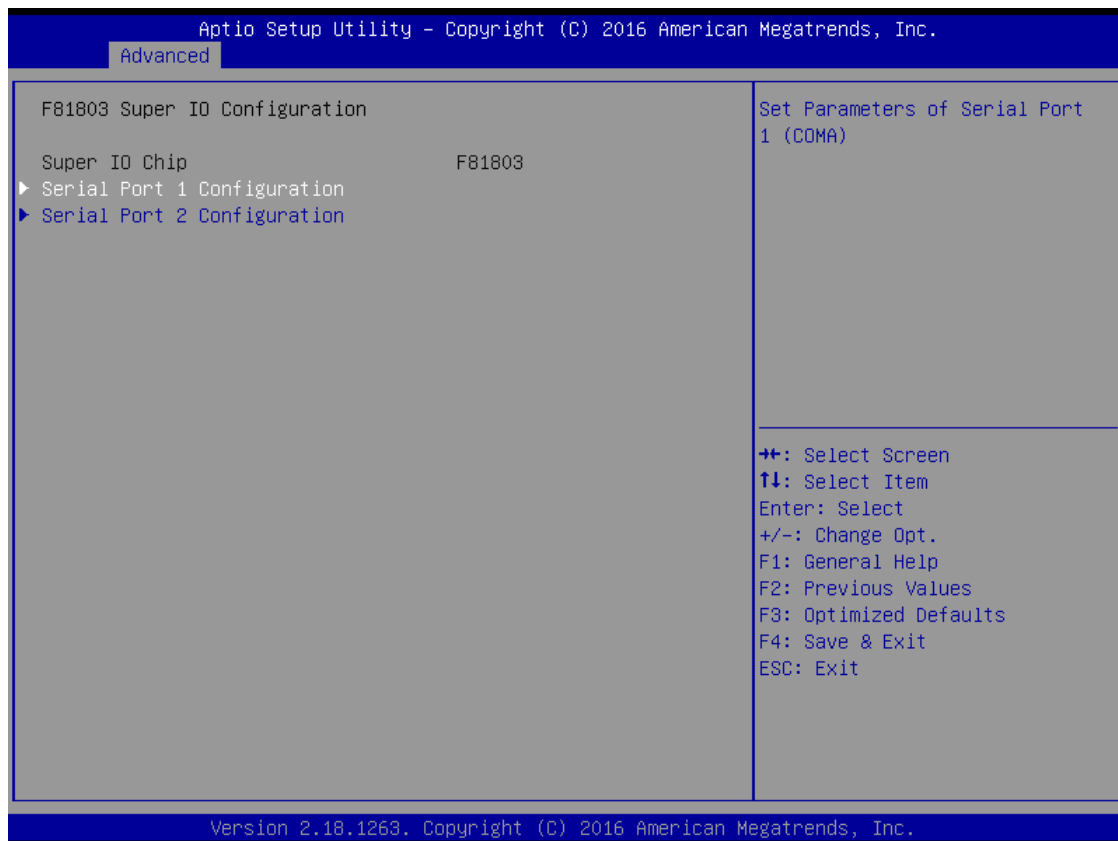 Aptio Setup Utility – Copyright (C) 2016 American Megatrends, Inc.
Advanced
F81803 Super IO Configuration
Super IO Chip F81803
▶ Serial Port 1 Configuration
▶ Serial Port 2 Configuration
Set Parameters of Serial Port
1 (COMA)
→←: Select Screen
↑↓: Select Item
Enter: Select
+/-: Change Opt.
F1: General Help
F2: Previous Values
F3: Optimized Defaults
F4: Save & Exit
ESC: Exit
Version 2.18.1263. Copyright (C) 2016 American Megatrends, Inc.